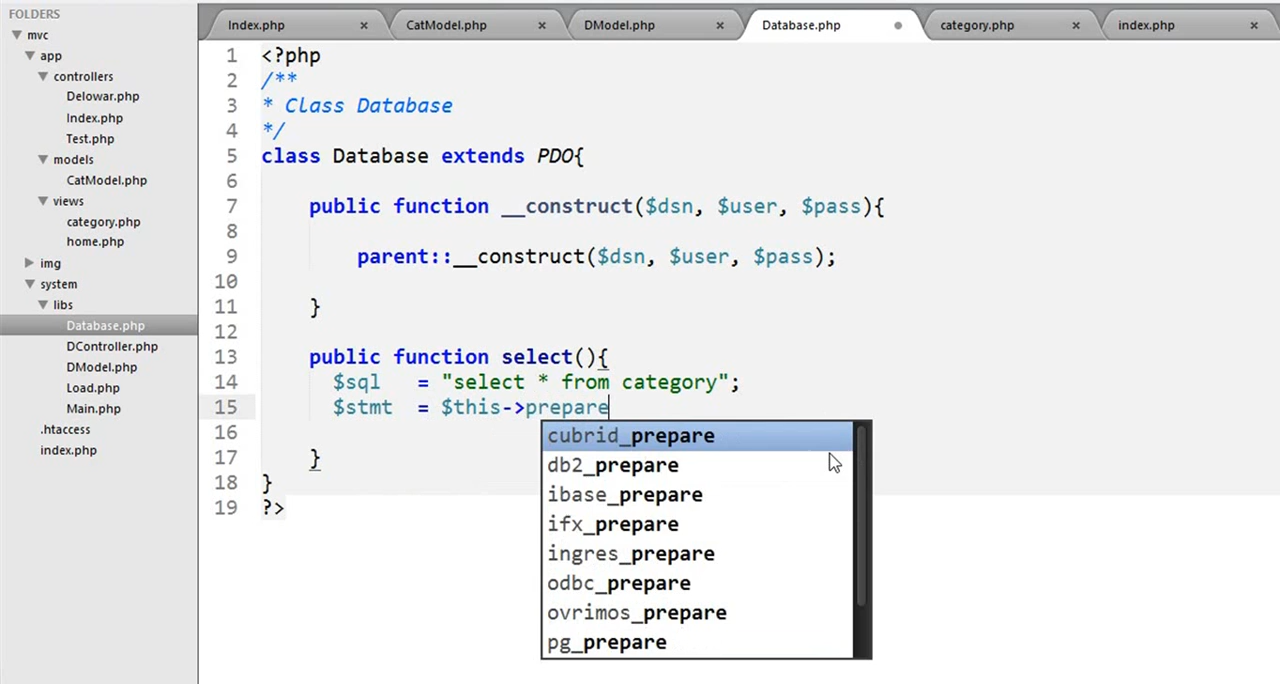 FOLDERS
mvc
app
controllers
Delowar.php
Index.php
Test.php
models
CatModel.php
views
category.php
home.php
img
system
libs
Database.php
DController.php
DModel.php
Load.php
Main.php
.htaccess
index.php
Index.php × CatModel.php × DModel.php × Database.php category.php × index.php ×
1 <?php
2 /**
3 * Class Database
4 */
5 class Database extends PDO{
6
7 public function __construct($dsn, $user, $pass){
8
9 parent::__construct($dsn, $user, $pass);
10
11 }
12
13 public function select(){
14 $sql = "select * from category";
15 $stmt = $this->prepare
16
17 }
18 }
19 ?>
cubrid_prepare
db2_prepare
ibase_prepare
ifx_prepare
ingres_prepare
odbc_prepare
ovrimos_prepare
pg_prepare